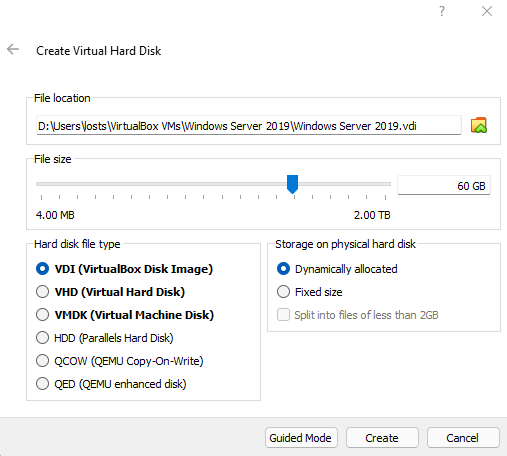 ?
Create Virtual Hard Disk
File location
D:\Users\losts\VirtualBox VMs\Windows Server 2019\Windows Server 2019.vdi
File size
60 GB
4.00 MB
2.00 TB
Hard disk file type
VDI (VirtualBox Disk Image)
VHD (Virtual Hard Disk)
VMDK (Virtual Machine Disk)
HDD (Parallels Hard Disk)
QCOW (QEMU Copy-On-Write)
QED (QEMU enhanced disk)
Storage on physical hard disk
Dynamically allocated
Fixed size
Split into files of less than 2GB
Guided Mode
Create
Cancel